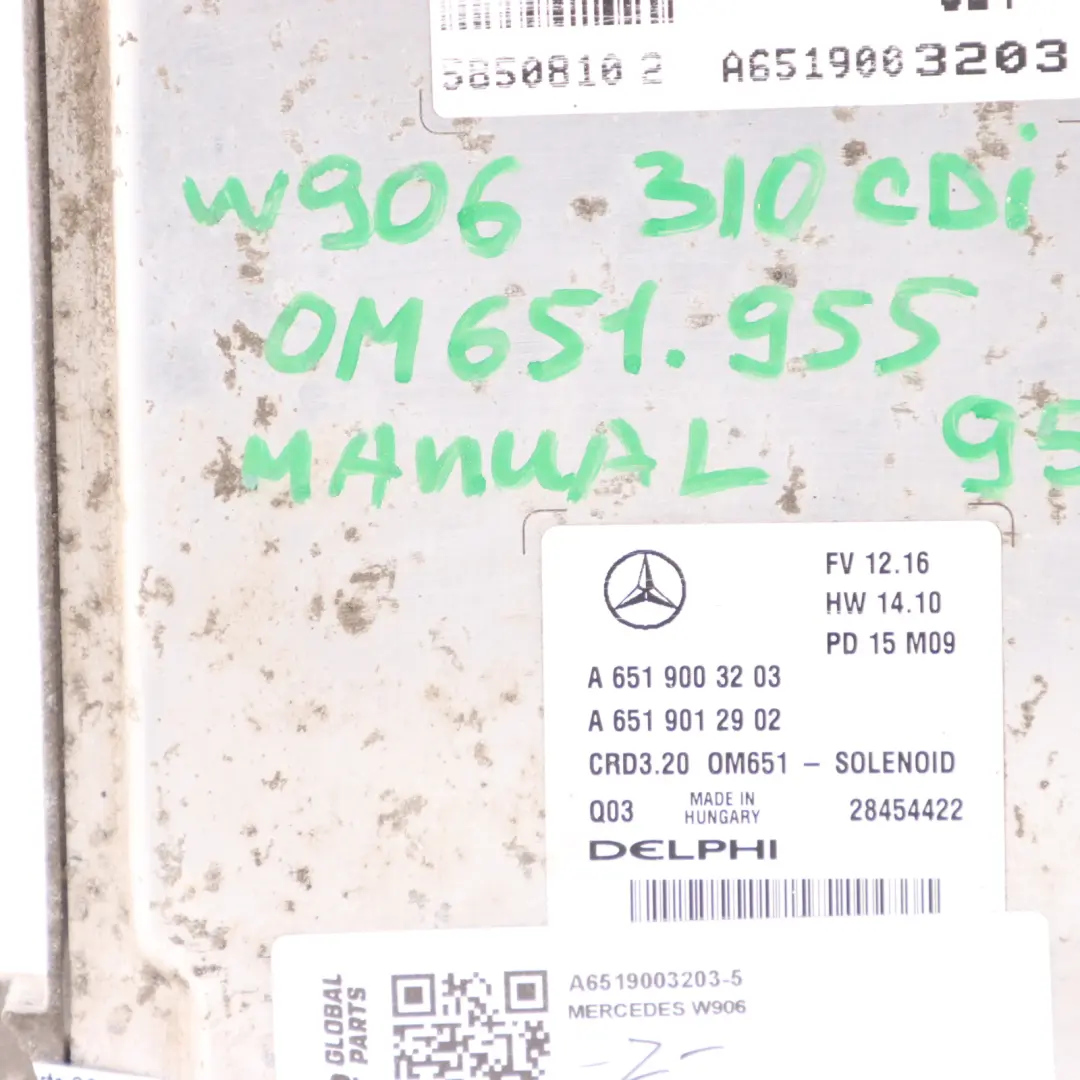 58508102 A6519003203
W906 310 CDi
OM651.955
MANUAL 95
FV 12.16
HW 14.10
PD 15 M09
A 651 900 32 03
A 651 901 29 02
CRD3.20 OM651 – SOLENOID
Q03 MADE IN HUNGARY 28454422
DELPHI
GLOBAL PARTS
A6519003203-5
MERCEDES W906
-Z-